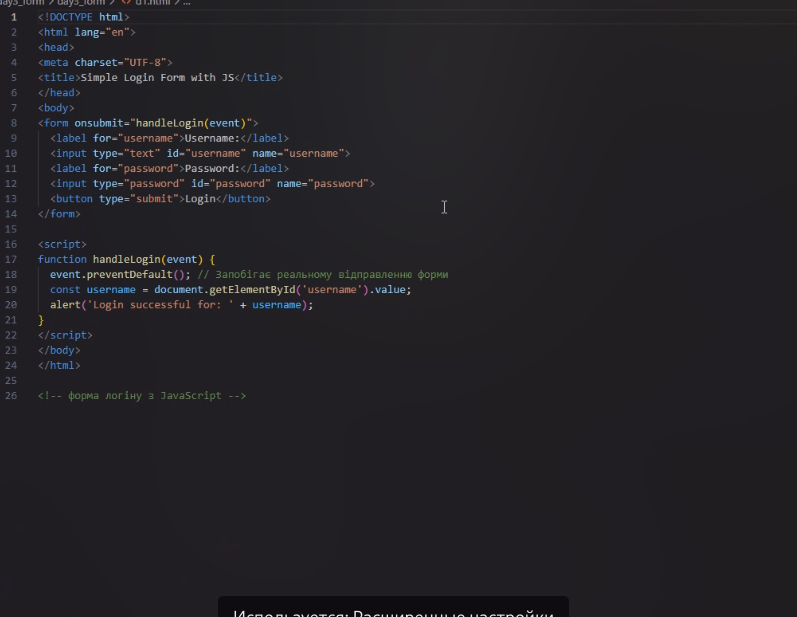 day3_form > day3_form > <> d1.html > ...
1 <!DOCTYPE html>
2 <html lang="en">
3 <head>
4 <meta charset="UTF-8">
5 <title>Simple Login Form with JS</title>
6 </head>
7 <body>
8 <form onsubmit="handleLogin(event)">
9 <label for="username">Username:</label>
10 <input type="text" id="username" name="username">
11 <label for="password">Password:</label>
12 <input type="password" id="password" name="password">
13 <button type="submit">Login</button>
14 </form>
15
16 <script>
17 function handleLogin(event) {
18 event.preventDefault(); // Запобігає реальному відправленню форми
19 const username = document.getElementById('username').value;
20 alert('Login successful for: ' + username);
21 }
22 </script>
23 </body>
24 </html>
25
26 <!-- форма логіну з JavaScript -->
Используется: Расширенные настройки